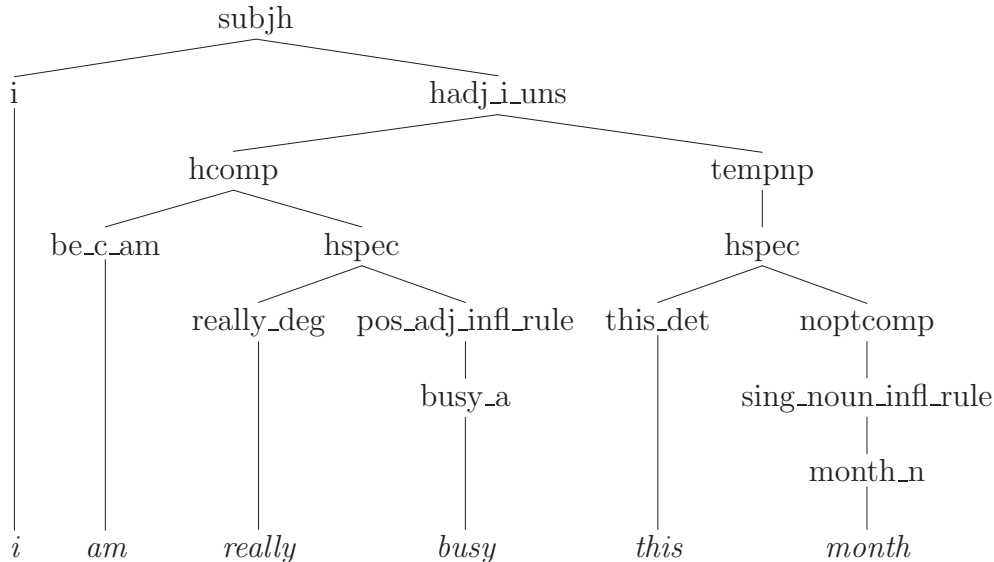 subjh
i hadj_i_uns
hcomp tempnp
be_c_am hspec hspec
really_deg pos_adj_infl_rule this_det noptcomp
busy_a sing_noun_infl_rule
month_n
i am really busy this month